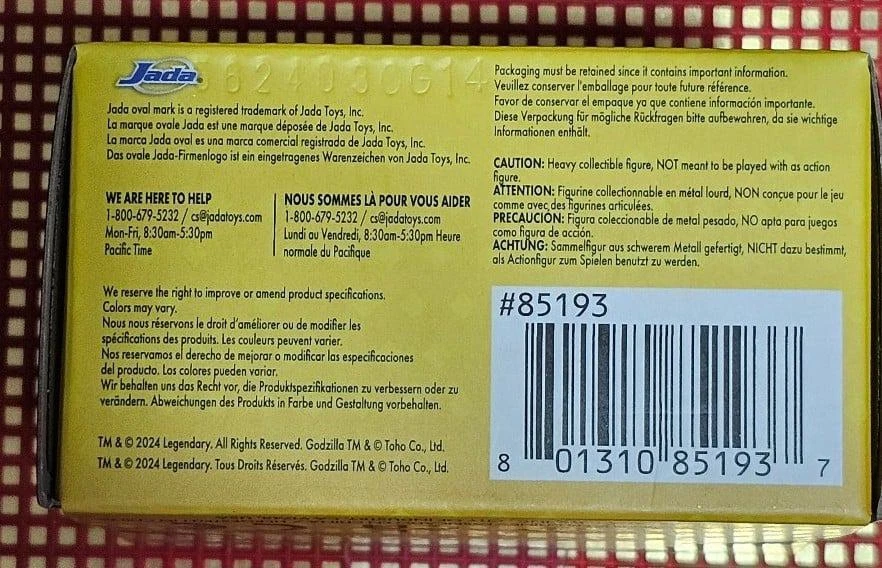 Jada
5624030G14
Jada oval mark is a registered trademark of Jada Toys, Inc.
La marque ovale Jada est une marque déposée de Jada Toys, Inc.
La marca Jada oval es una marca comercial registrada de Jada Toys, Inc.
Das ovale Jada-Firmenlogo ist ein eingetragenes Warenzeichen von Jada Toys, Inc.
WE ARE HERE TO HELP
1-800-679-5232 / cs@jadatoys.com
Mon-Fri, 8:30am-5:30pm
Pacific Time
NOUS SOMMES LÀ POUR VOUS AIDER
1-800-679-5232 / cs@jadatoys.com
Lundi au Vendredi, 8:30am-5:30pm Heure
normale du Pacifique
We reserve the right to improve or amend product specifications.
Colors may vary.
Nous nous réservons le droit d'améliorer ou de modifier les
spécifications des produits. Les couleurs peuvent varier.
Nos reservamos el derecho de mejorar o modificar las especificaciones
del producto. Los colores pueden variar.
Wir behalten uns das Recht vor, die Produktspezifikationen zu verbessern oder zu
verändern. Abweichungen des Produkts in Farbe und Gestaltung vorbehalten.
TM & © 2024 Legendary. All Rights Reserved. Godzilla TM & © Toho Co., Ltd.
TM & © 2024 Legendary. Tous Droits Réservés. Godzilla TM & © Toho Co., Ltd.
Packaging must be retained since it contains important information.
Veuillez conserver l'emballage pour toute future référence.
Favor de conservar el empaque ya que contiene información importante.
Diese Verpackung für mögliche Rückfragen bitte aufbewahren, da sie wichtige
Informationen enthält.
CAUTION: Heavy collectible figure, NOT meant to be played with as action
figure.
ATTENTION: Figurine collectionnable en métal lourd, NON conçue pour le jeu
comme avec des figurines articulées.
PRECAUCIÓN: Figura coleccionable de metal pesado, NO apta para juegos
como figura de acción.
ACHTUNG: Sammelfigur aus schwerem Metall gefertigt, NICHT dazu bestimmt,
als Actionfigur zum Spielen benutzt zu werden.
#85193
8 01310 85193 7